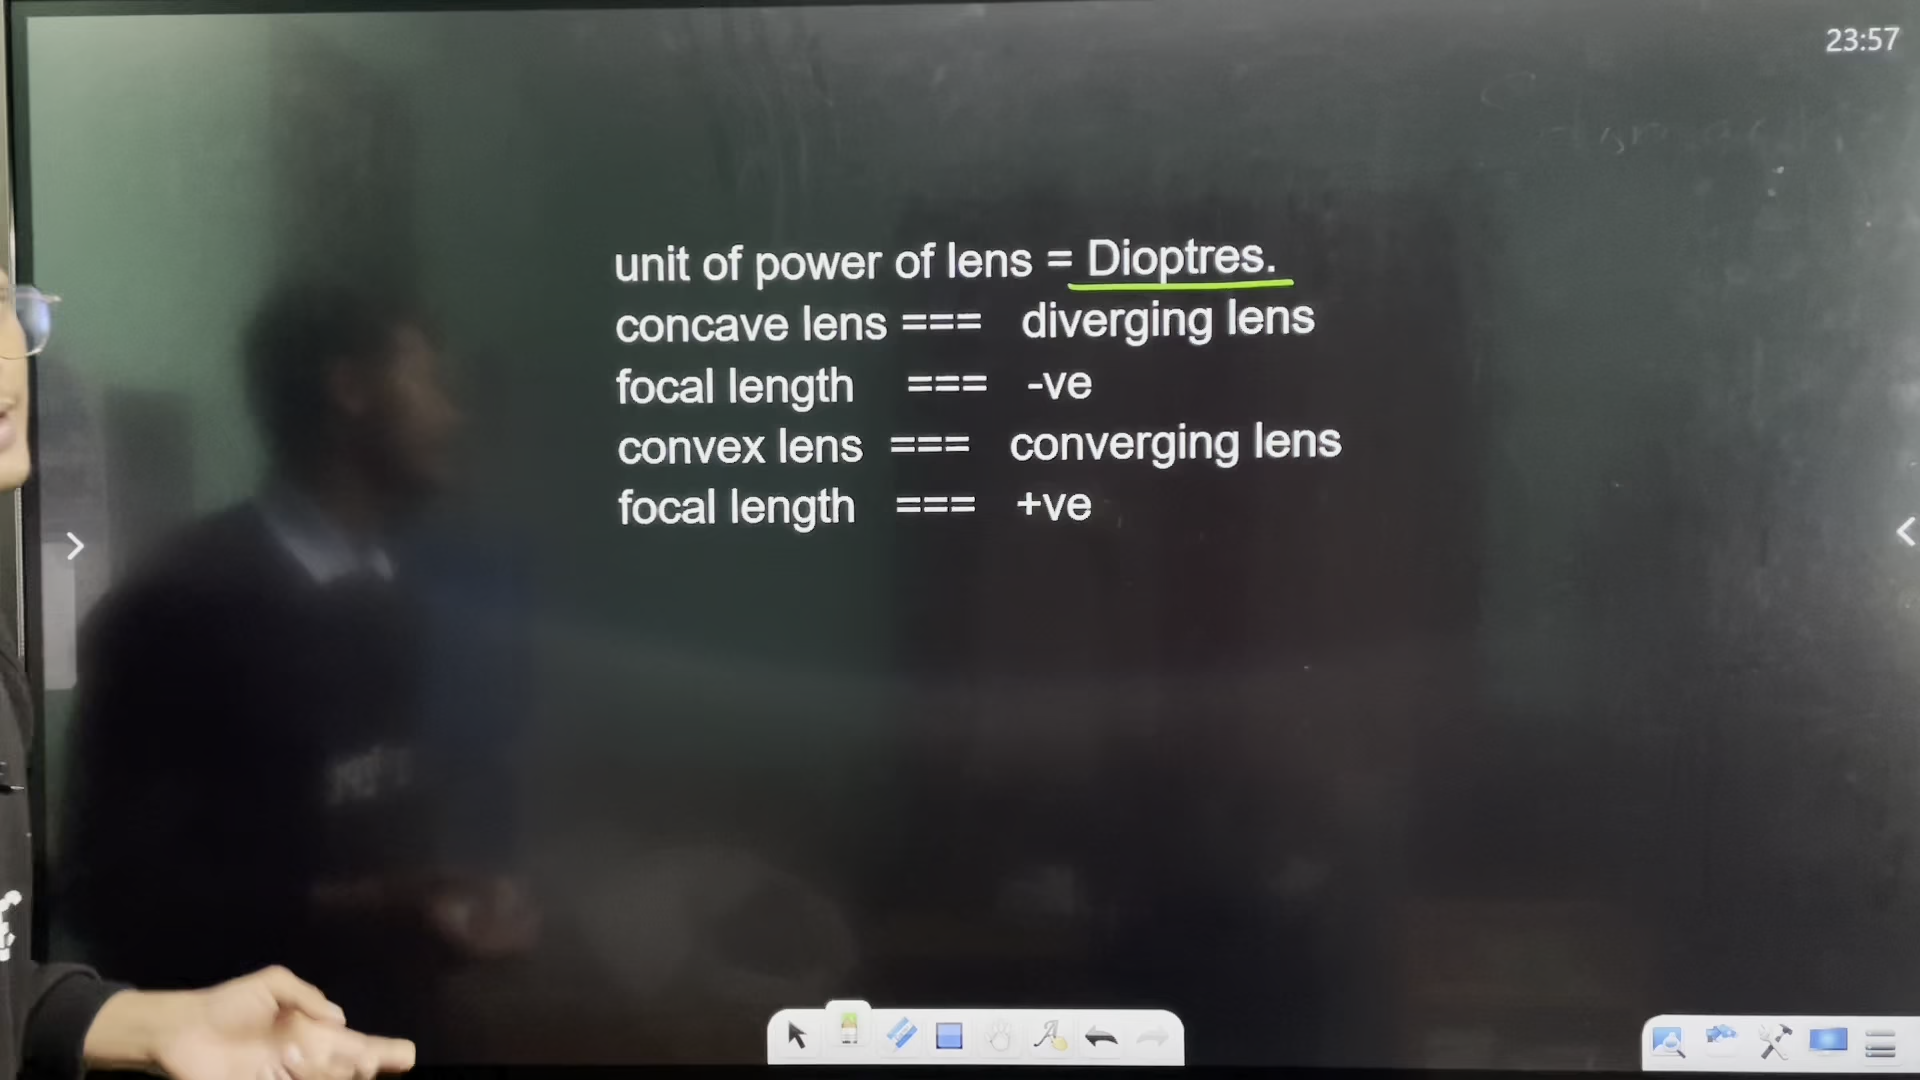 23:57
unit of power of lens = Dioptres.
concave lens === diverging lens
focal length === -ve
convex lens === converging lens
focal length === +ve